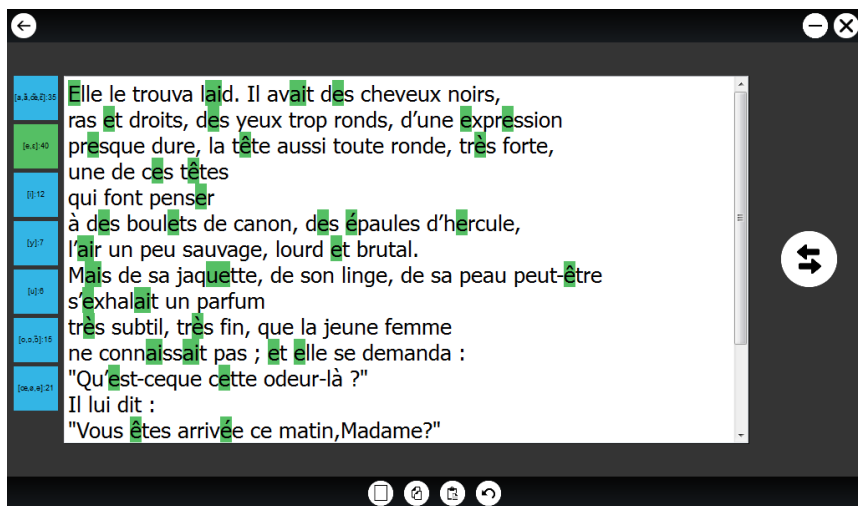 [a,ã,œ̃,ɛ̃]:35
[e,ɛ]:40
[i]:12
[y]:7
[u]:6
[o,ɔ,õ]:15
[œ,ø,ə]:21
Elle le trouva laid. Il avait des cheveux noirs,
ras et droits, des yeux trop ronds, d'une expression
presque dure, la tête aussi toute ronde, très forte,
une de ces têtes
qui font penser
à des boulets de canon, des épaules d'hercule,
l'air un peu sauvage, lourd et brutal.
Mais de sa jaquette, de son linge, de sa peau peut-être
s'exhalait un parfum
très subtil, très fin, que la jeune femme
ne connaissait pas ; et elle se demanda :
"Qu'est-ceque cette odeur-là ?"
Il lui dit :
"Vous êtes arrivée ce matin,Madame?"